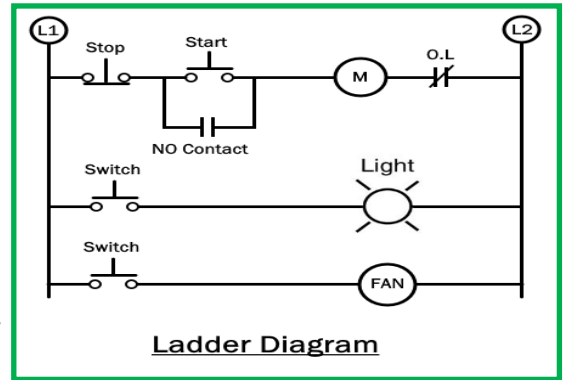 L1
L2
Stop
Start
O.L
M
NO Contact
Switch
Light
Switch
FAN
Ladder Diagram